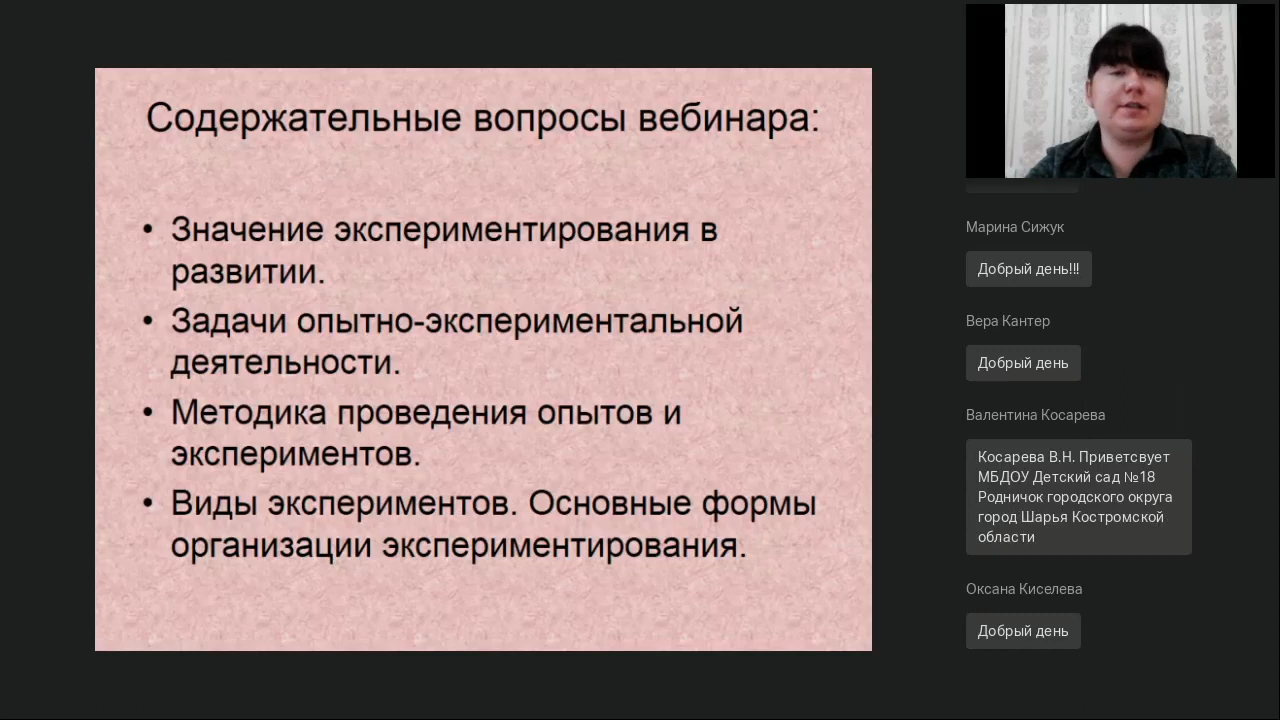 Содержательные вопросы вебинара:
• Значение экспериментирования в
развитии.
• Задачи опытно-экспериментальной
деятельности.
• Методика проведения опытов и
экспериментов.
• Виды экспериментов. Основные формы
организации экспериментирования.
Марина Сижук
Добрый день!!!
Вера Кантер
Добрый день
Валентина Косарева
Косарева В.Н. Приветсвует
МБДОУ Детский сад №18
Родничок городского округа
город Шарья Костромской
области
Оксана Киселева
Добрый день